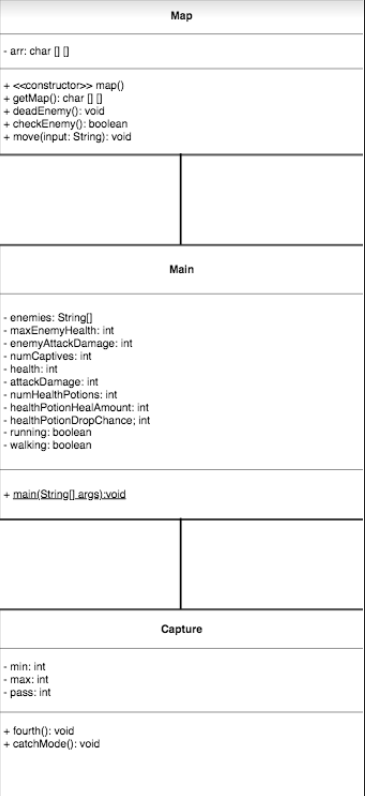 Map
- arr: char [] []
+ <<constructor>> map()
+ getMap(): char [] []
+ deadEnemy(): void
+ checkEnemy(): boolean
+ move(input: String): void
Main
- enemies: String[]
- maxEnemyHealth: int
- enemyAttackDamage: int
- numCaptives: int
- health: int
- attackDamage: int
- numHealthPotions: int
- healthPotionHealAmount: int
- healthPotionDropChance; int
- running: boolean
- walking: boolean
+ main(String[] args):void
Capture
- min: int
- max: int
- pass: int
+ fourth(): void
+ catchMode(): void